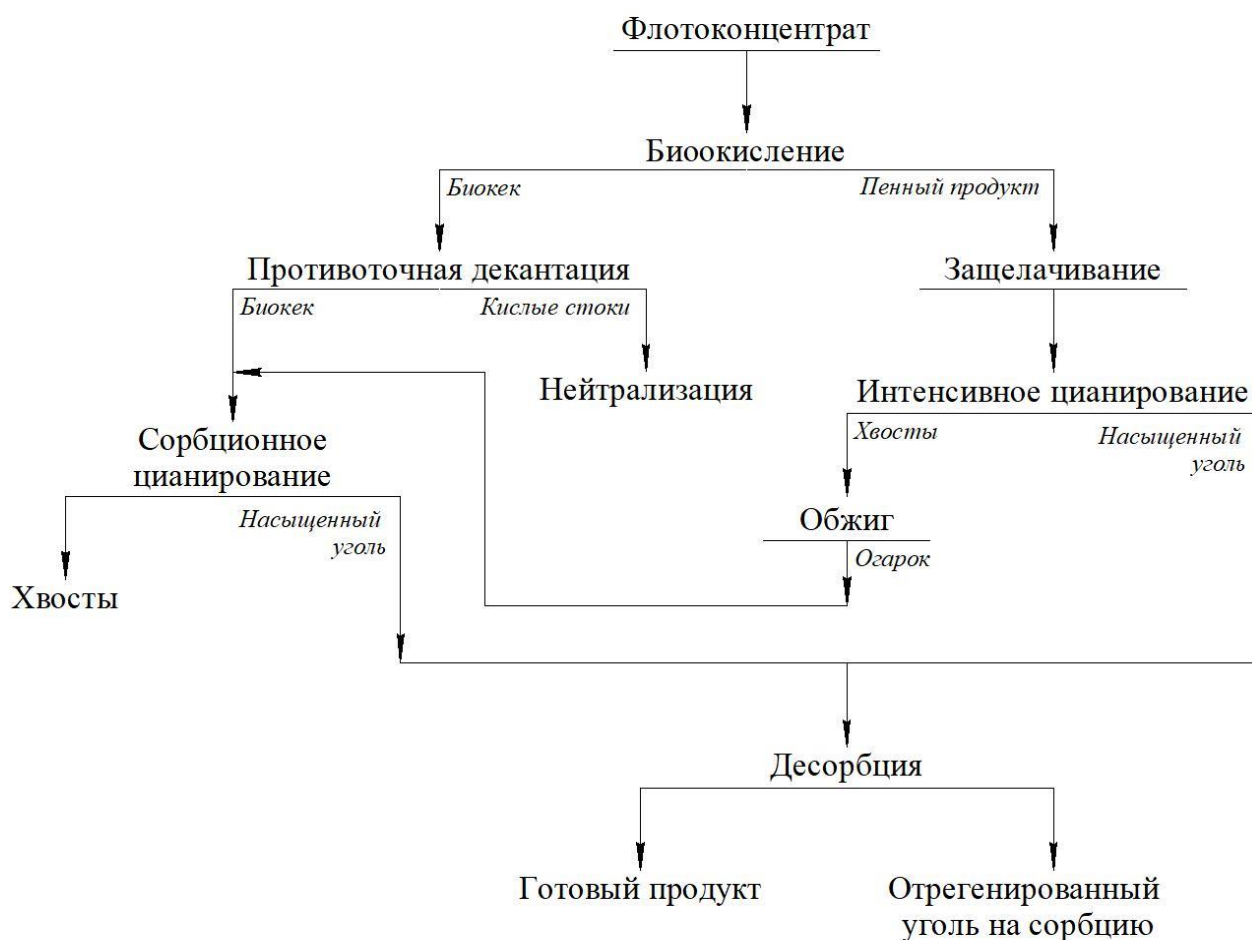 Флотоконцентрат
Биоокисление
Биокек
Пенный продукт
Противоточная декантация
Защелачивание
Биокек
Кислые стоки
Нейтрализация
Интенсивное цианирование
Хвосты
Насыщенный
уголь
Сорбционное
цианирование
Насыщенный
уголь
Обжиг
Огарок
Хвосты
Десорбция
Готовый продукт
Отрегенированный
уголь на сорбцию